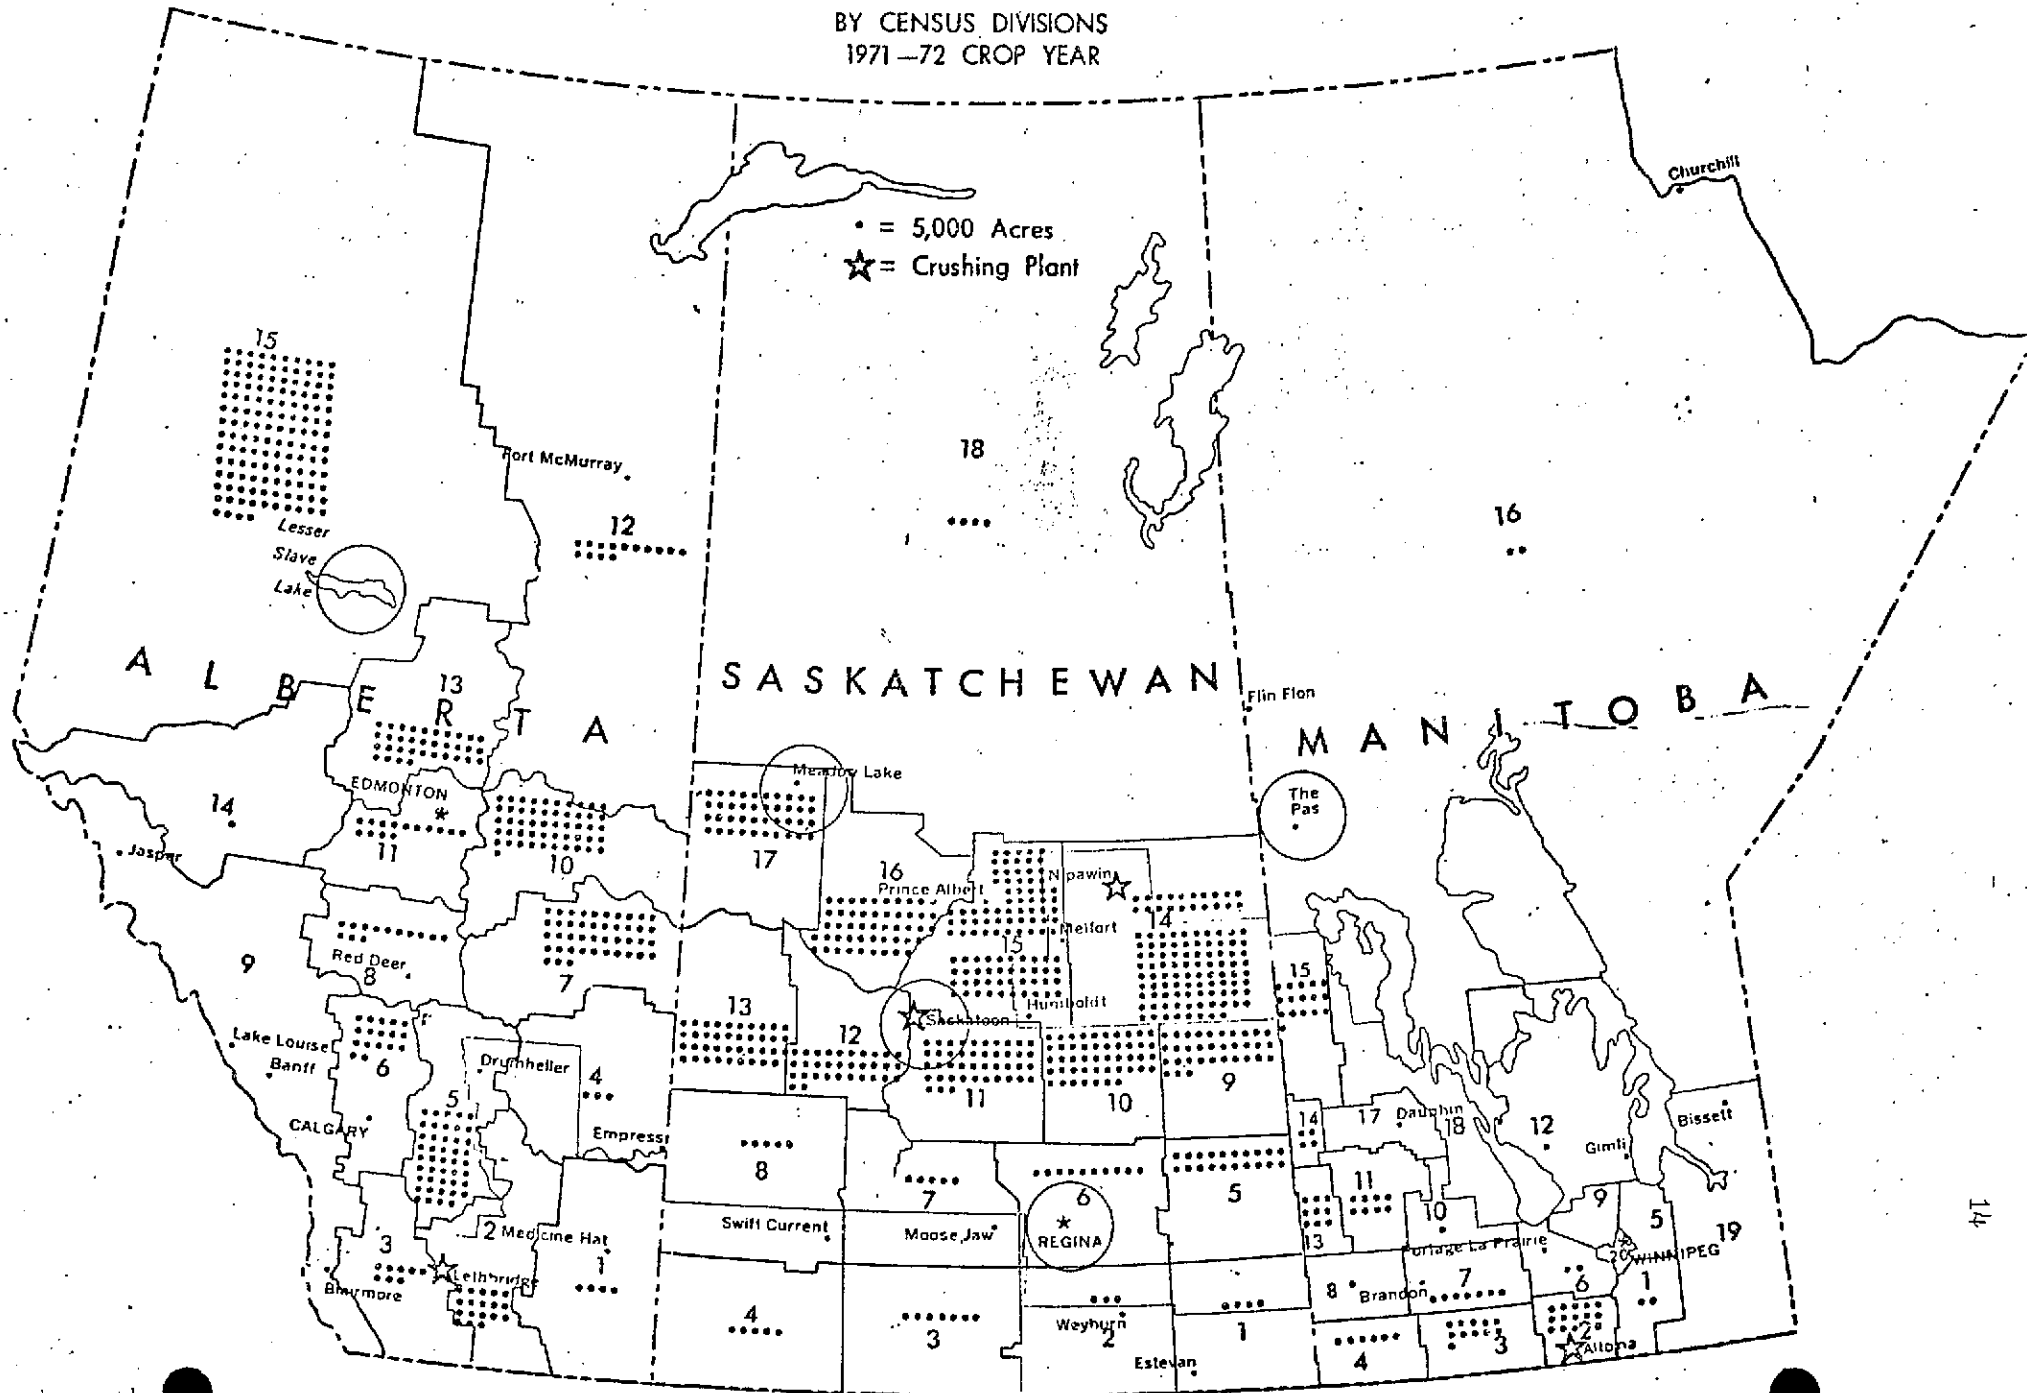 BY CENSUS DIVISIONS
1971—72 CROP YEAR
Churchill
• = 5,000 Acres
☆ = Crushing Plant
15
18
Fort McMurray
12
16
Lesser
Slave
Lake
ALBERTA
SASKATCHEWAN
MANITOBA
13
Flin Flon
Meadow Lake
EDMONTON
The
Pas
14
11
10
17
Jasper
16
Prince Albert
Nipawin
14
Melfort
15
Red Deer
8
9
7
15
13
12
Humboldt
Saskatoon
Lake Louise
Banff
6
Drumheller
4
5
11
10
9
CALGARY
Empress
14
17
Dauphin
18
12
Bissett
Gimli
8
7
6
5
11
13
10
9
5
19
3
2
Medicine Hat
1
Swift Current
Moose Jaw
REGINA
Portage La Prairie
20
WINNIPEG
Lethbridge
Blairmore
8
Brandon
7
6
1
4
3
Weyburn
2
1
Estevan
4
3
2
Altona
14